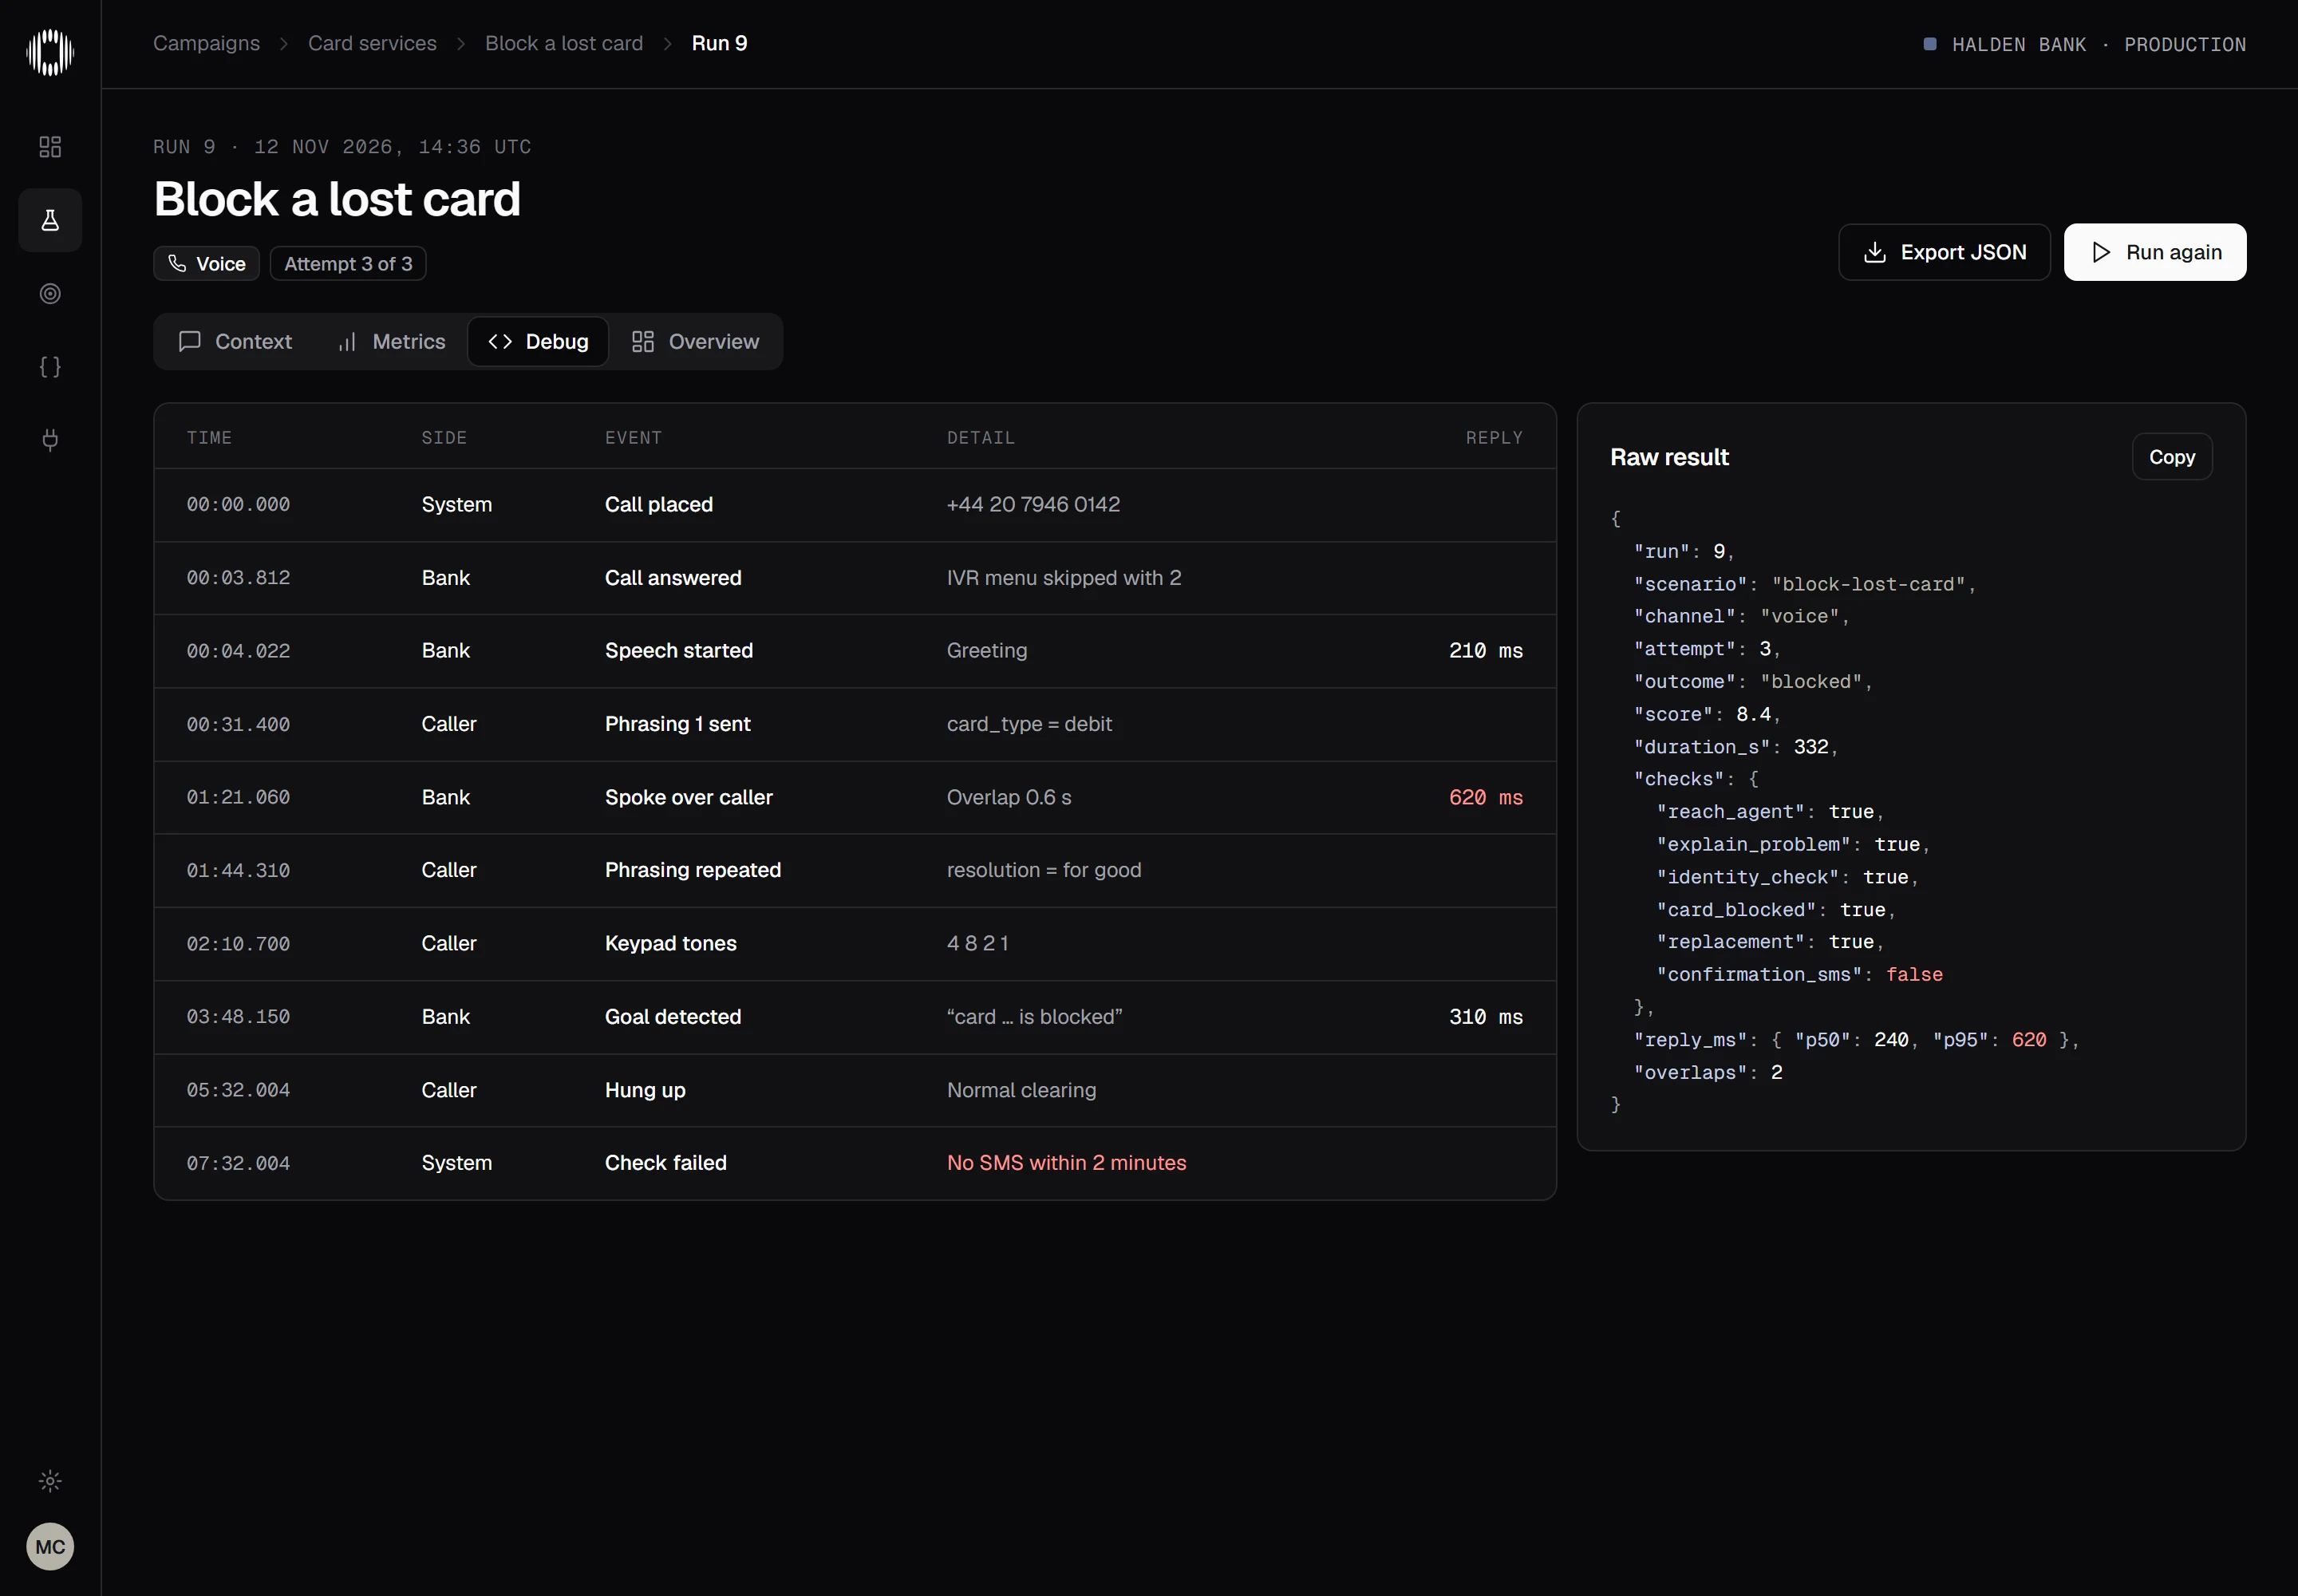 Campaigns > Card services > Block a lost card > Run 9
HALDEN BANK · PRODUCTION
RUN 9 · 12 NOV 2026, 14:36 UTC
Block a lost card
Voice
Attempt 3 of 3
Export JSON
Run again
Context
Metrics
Debug
Overview
TIME SIDE EVENT DETAIL REPLY
00:00.000 System Call placed +44 20 7946 0142
00:03.812 Bank Call answered IVR menu skipped with 2
00:04.022 Bank Speech started Greeting 210 ms
00:31.400 Caller Phrasing 1 sent card_type = debit
01:21.060 Bank Spoke over caller Overlap 0.6 s 620 ms
01:44.310 Caller Phrasing repeated resolution = for good
02:10.700 Caller Keypad tones 4 8 2 1
03:48.150 Bank Goal detected “card … is blocked” 310 ms
05:32.004 Caller Hung up Normal clearing
07:32.004 System Check failed No SMS within 2 minutes
Raw result
Copy
{
"run": 9,
"scenario": "block-lost-card",
"channel": "voice",
"attempt": 3,
"outcome": "blocked",
"score": 8.4,
"duration_s": 332,
"checks": {
"reach_agent": true,
"explain_problem": true,
"identity_check": true,
"card_blocked": true,
"replacement": true,
"confirmation_sms": false
},
"reply_ms": { "p50": 240, "p95": 620 },
"overlaps": 2
}
MC